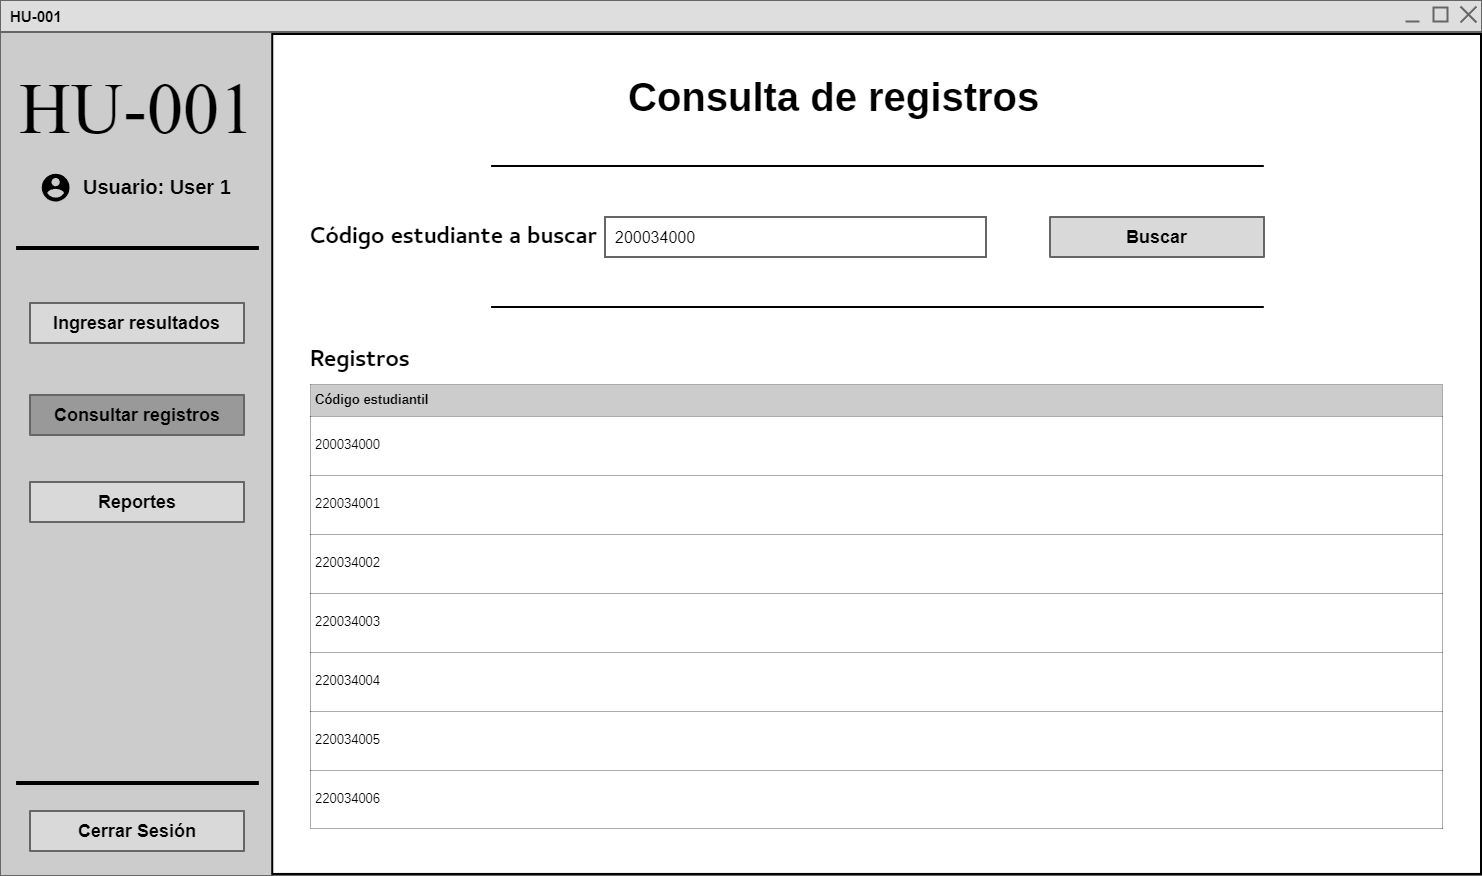 HU-001
HU-001
Usuario: User 1
Ingresar resultados
Consultar registros
Reportes
Cerrar Sesión
Consulta de registros
Código estudiante a buscar 200034000 Buscar
Registros
Código estudiantil
200034000
220034001
220034002
220034003
220034004
220034005
220034006